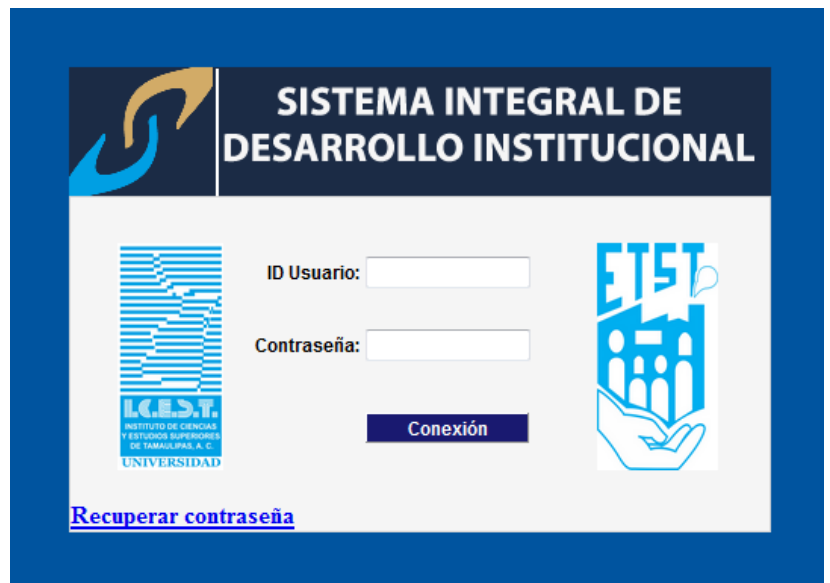 SISTEMA INTEGRAL DE
DESARROLLO INSTITUCIONAL
ID Usuario:
Contraseña:
Conexión
I.C.E.S.T.
INSTITUTO DE CIENCIAS
Y ESTUDIOS SUPERIORES
DE TAMAULIPAS, A. C.
UNIVERSIDAD
ETST
Recuperar contraseña